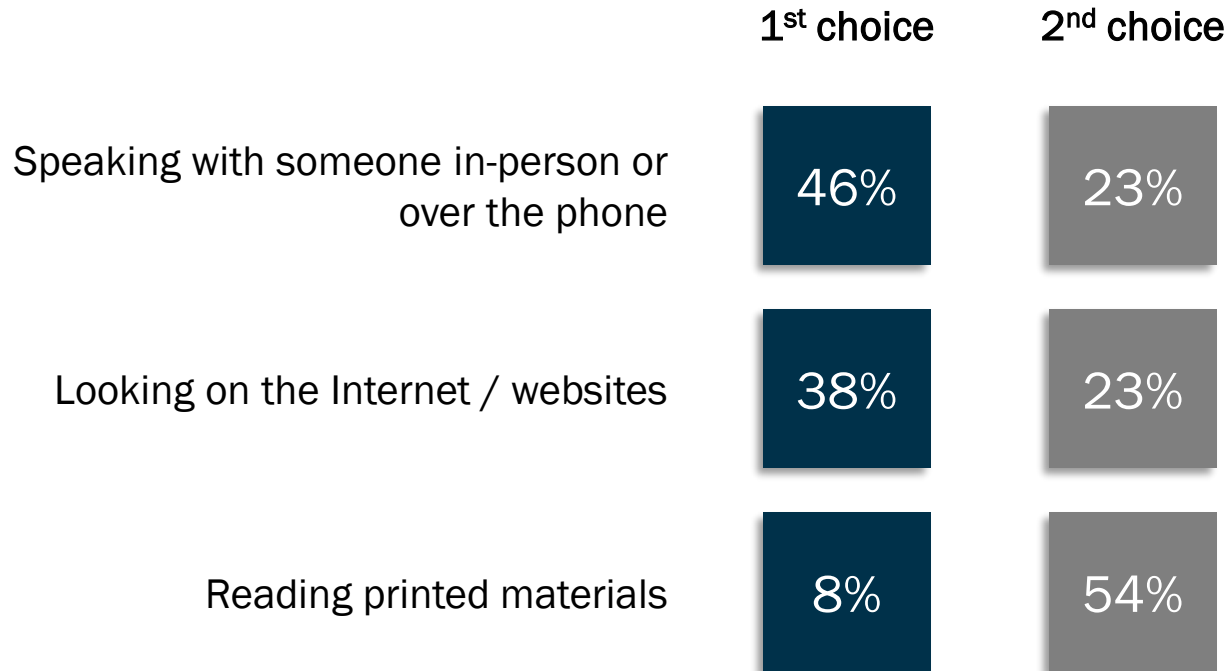 1st choice 2nd choice
Speaking with someone in-person or
over the phone
46% 23%
Looking on the Internet / websites
38% 23%
Reading printed materials
8% 54%